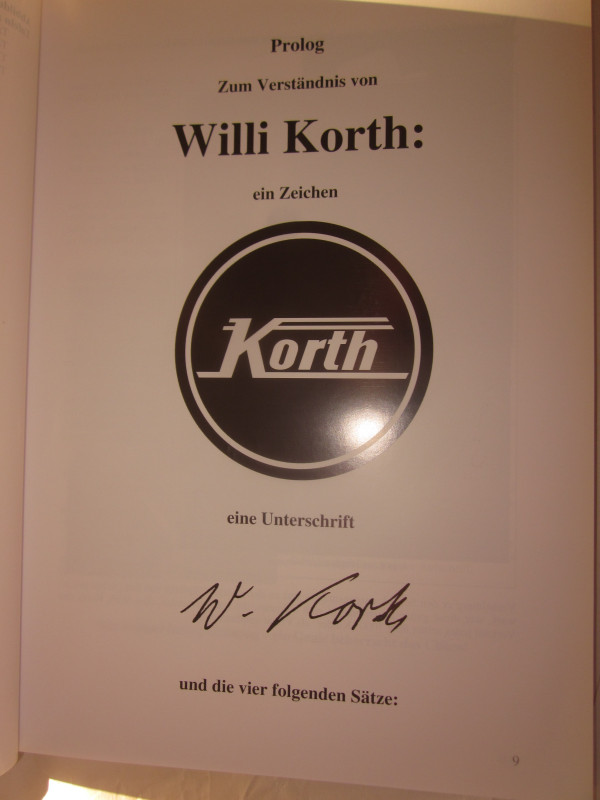 Prolog
Zum Verständnis von
Willi Korth:
ein Zeichen
Korth
eine Unterschrift
W. Korth
und die vier folgenden Sätze:
9